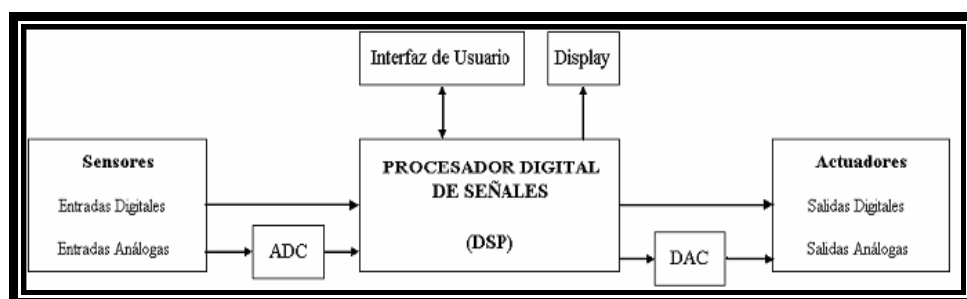 Interfaz de Usuario
Display
Sensores
Entradas Digitales
Entradas Análogas
ADC
PROCESADOR DIGITAL
DE SEÑALES
(DSP)
DAC
Actuadores
Salidas Digitales
Salidas Análogas